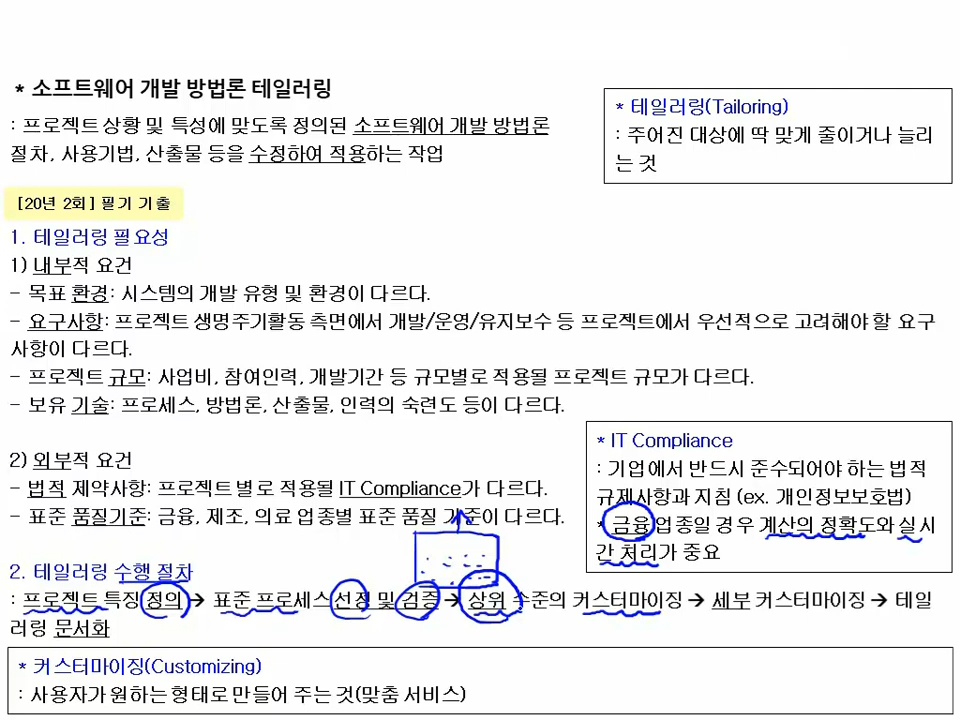 * 소프트웨어 개발 방법론 테일러링
: 프로젝트 상황 및 특성에 맞도록 정의된 소프트웨어 개발 방법론
절차, 사용기법, 산출물 등을 수정하여 적용하는 작업
* 테일러링(Tailoring)
: 주어진 대상에 딱 맞게 줄이거나 늘리
는 것
[20년 2회] 필기 기출
1. 테일러링 필요성
1) 내부적 요건
- 목표 환경: 시스템의 개발 유형 및 환경이 다르다.
- 요구사항: 프로젝트 생명주기활동 측면에서 개발/운영/유지보수 등 프로젝트에서 우선적으로 고려해야 할 요구
사항이 다르다.
- 프로젝트 규모: 사업비, 참여인력, 개발기간 등 규모별로 적용될 프로젝트 규모가 다르다.
- 보유 기술: 프로세스, 방법론, 산출물, 인력의 숙련도 등이 다르다.
2) 외부적 요건
- 법적 제약사항: 프로젝트 별로 적용될 IT Compliance가 다르다.
- 표준 품질기준: 금융, 제조, 의료 업종별 표준 품질 기준이 다르다.
* IT Compliance
: 기업에서 반드시 준수되어야 하는 법적
규제사항과 지침 (ex. 개인정보보호법)
* 금융 업종일 경우 계산의 정확도와 실시
간 처리가 중요
2. 테일러링 수행 절차
: 프로젝트 특징 정의 → 표준 프로세스 선정 및 검증 → 상위 수준의 커스터마이징 → 세부 커스터마이징 → 테일
러링 문서화
* 커스터마이징(Customizing)
: 사용자가 원하는 형태로 만들어 주는 것(맞춤 서비스)